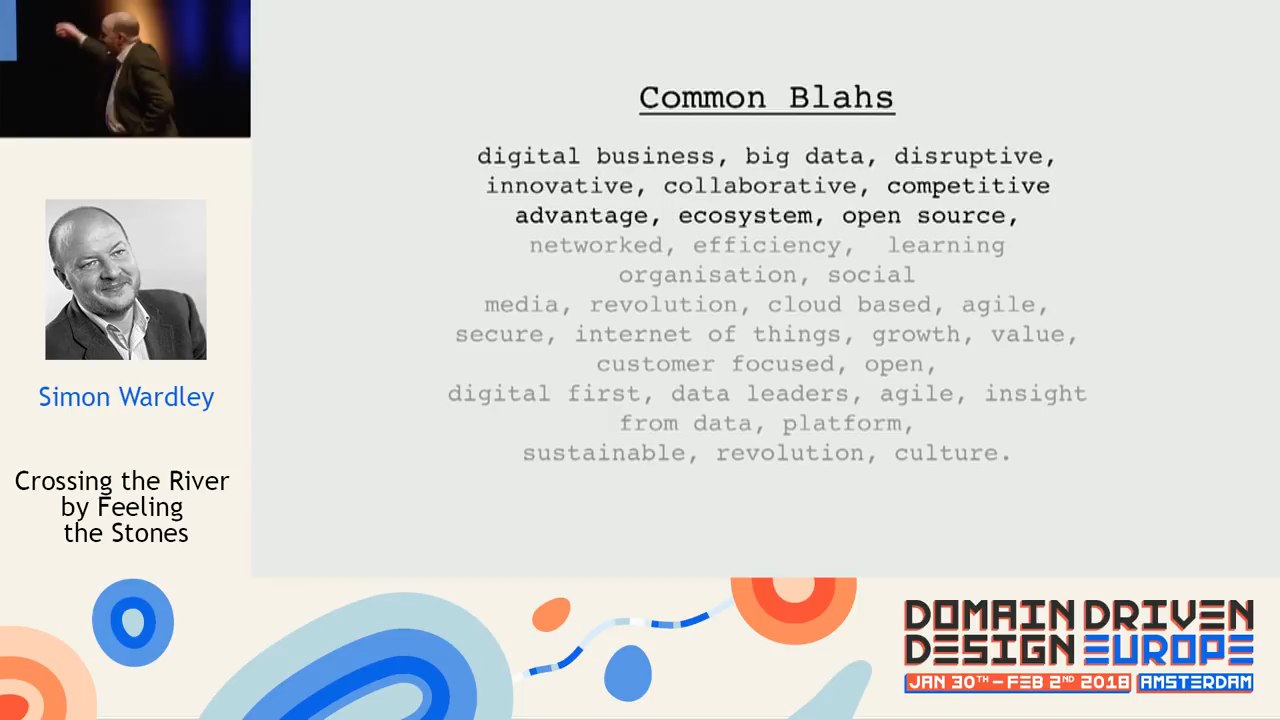 Common Blahs
digital business, big data, disruptive,
innovative, collaborative, competitive
advantage, ecosystem, open source,
networked, efficiency, learning
organisation, social
media, revolution, cloud based, agile,
secure, internet of things, growth, value,
customer focused, open,
digital first, data leaders, agile, insight
from data, platform,
sustainable, revolution, culture.
Simon Wardley
Crossing the River
by Feeling
the Stones
DOMAIN DRIVEN
DESIGN EUROPE
JAN 30TH - FEB 2ND 2018 AMSTERDAM